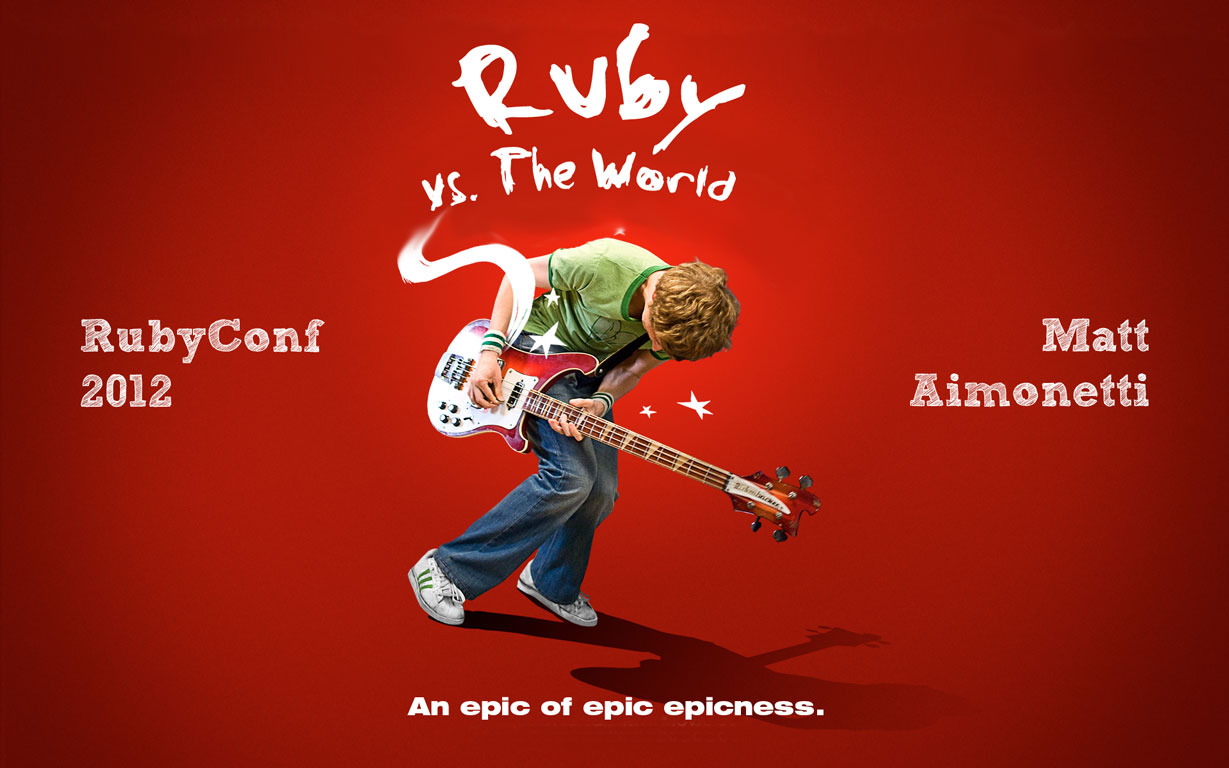 Ruby
vs. The World
RubyConf
2012
Matt
Aimonetti
An epic of epic epicness.